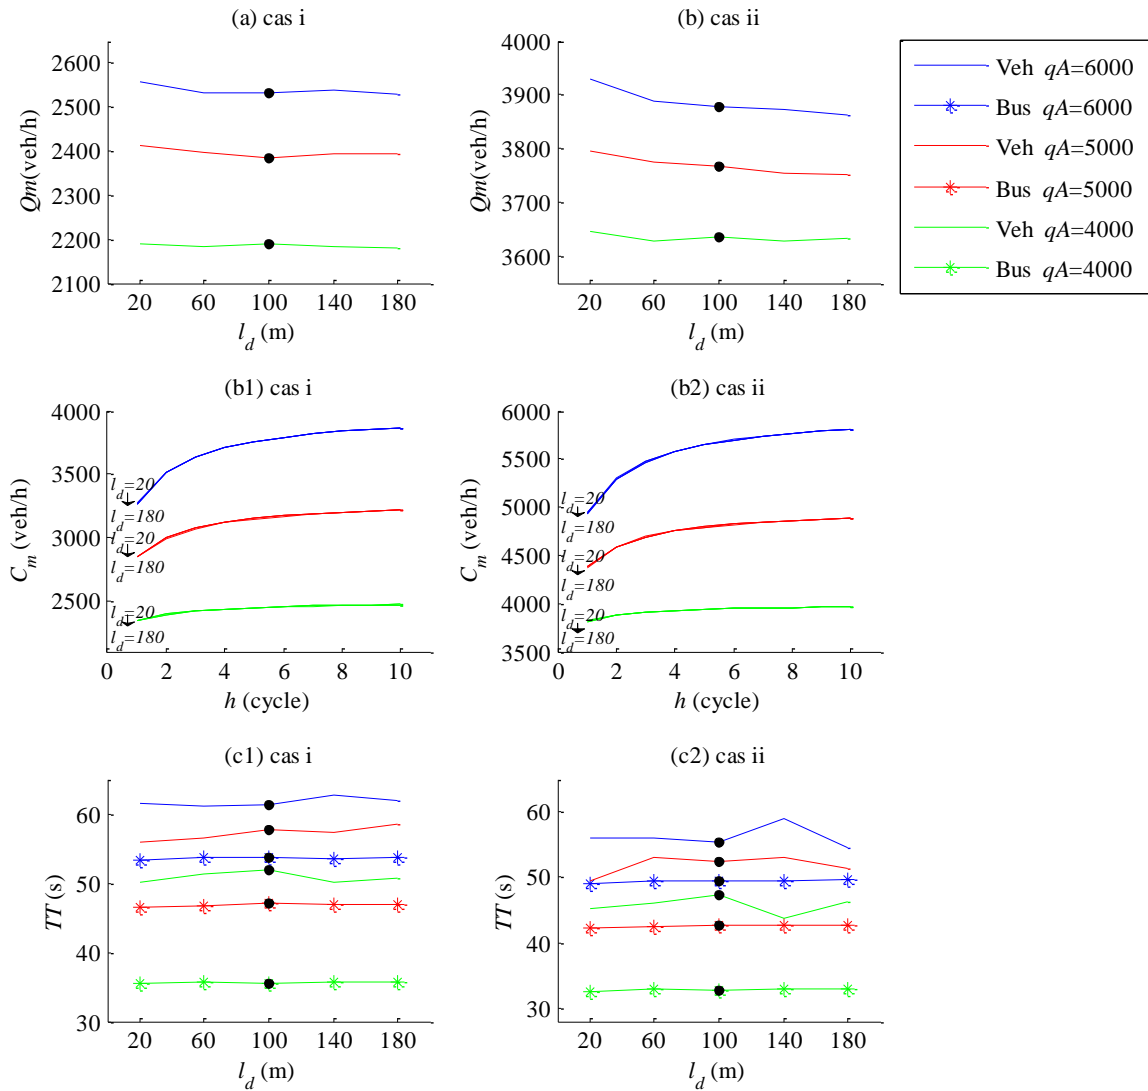 (a) cas i
(b) cas ii
2600
2500
2400
2300
2200
2100
Qm(veh/h)
20 60 100 140 180
l_d (m)
4000
3900
3800
3700
3600
Qm(veh/h)
20 60 100 140 180
l_d (m)
Veh qA=6000
Bus qA=6000
Veh qA=5000
Bus qA=5000
Veh qA=4000
Bus qA=4000
(b1) cas i
(b2) cas ii
4000
3500
3000
2500
C_m (veh/h)
l_d=20
l_d=180
l_d=20
l_d=180
l_d=20
l_d=180
0 2 4 6 8 10
h (cycle)
6000
5500
5000
4500
4000
3500
C_m (veh/h)
l_d=20
l_d=180
l_d=20
l_d=180
l_d=20
l_d=180
0 2 4 6 8 10
h (cycle)
(c1) cas i
(c2) cas ii
60
50
40
30
TT (s)
20 60 100 140 180
l_d (m)
60
50
40
30
TT (s)
20 60 100 140 180
l_d (m)